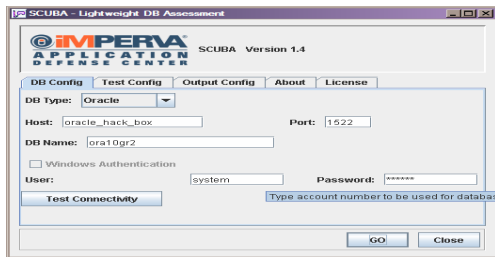 SCUBA - Lightweight DB Assessment
IMPERVA
APPLICATION
DEFENSE CENTER
SCUBA Version 1.4
DB Config Test Config Output Config About License
DB Type: Oracle
Host: oracle_hack_box Port: 1522
DB Name: ora10gr2
Windows Authentication
User: system Password: ******
Test Connectivity Type account number to be used for databas
GO Close